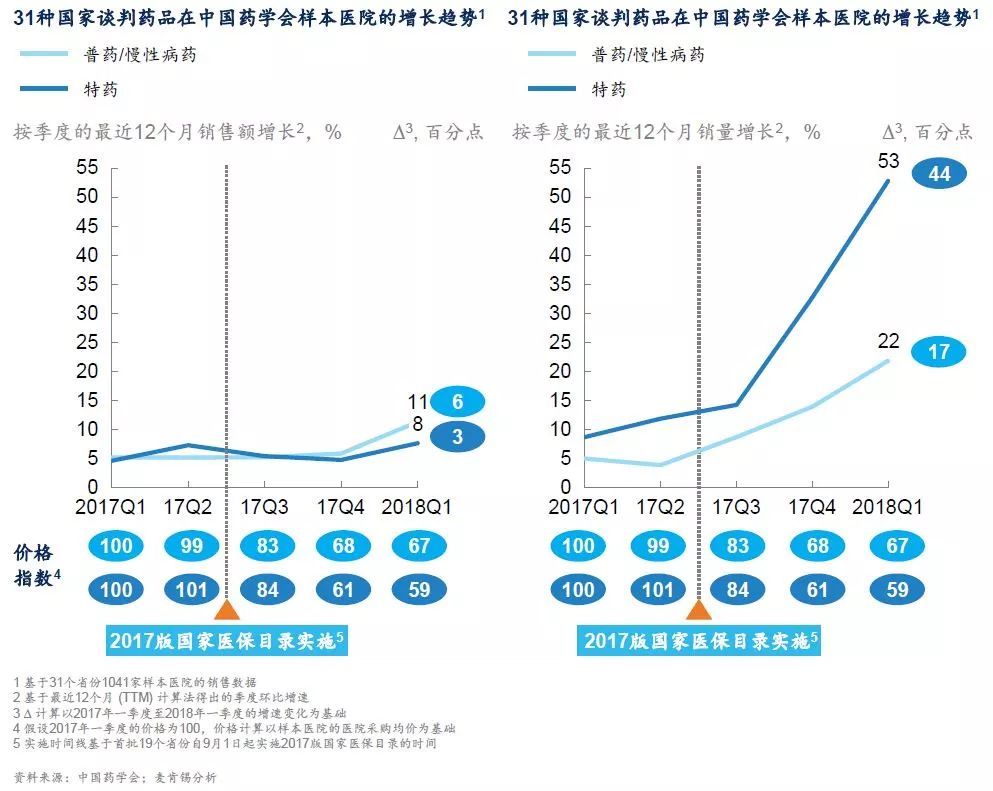 31种国家谈判药品在中国药学会样本医院的增长趋势1
普药/慢性病药
特药
按季度的最近12个月销售额增长2，%
Δ3, 百分点
55
50
45
40
35
30
25
20
15
10
5
0
11
8
6
3
2017Q1 17Q2 17Q3 17Q4 2018Q1
31种国家谈判药品在中国药学会样本医院的增长趋势1
普药/慢性病药
特药
按季度的最近12个月销量增长2，%
Δ3, 百分点
55
50
45
40
35
30
25
20
15
10
5
0
53
44
22
17
2017Q1 17Q2 17Q3 17Q4 2018Q1
价格
指数4
100 99 83 68 67
100 101 84 61 59
2017版国家医保目录实施5
100 99 83 68 67
100 101 84 61 59
2017版国家医保目录实施5
1 基于31个省份1041家样本医院的销售数据
2 基于最近12个月 (TTM) 计算法得出的季度环比增速
3 Δ 计算以2017年一季度至2018年一季度的增速变化为基础
4 假设2017年一季度的价格为100，价格计算以样本医院的医院采购均价为基础
5 实施时间线基于首批19个省份自9月1日起实施2017版国家医保目录的时间
资料来源：中国药学会；麦肯锡分析